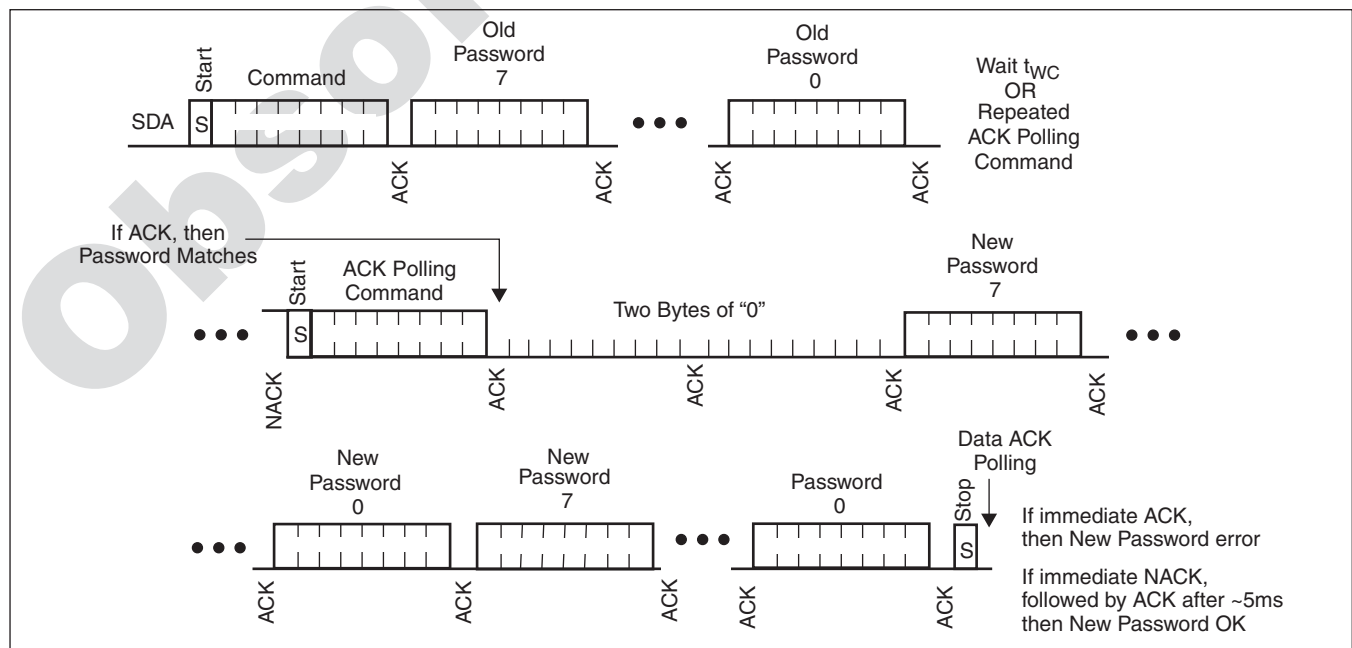 Old
Password
7
Old
Password
0
Start
Command
Wait tWC
OR
Repeated
ACK Polling
Command
SDA
S
ACK
ACK
ACK
ACK
If ACK, then
Password Matches
Start
ACK Polling
Command
Two Bytes of “0”
New
Password
7
S
NACK
ACK
ACK
ACK
ACK
New
Password
0
New
Password
7
Password
0
Data ACK
Polling
Stop
S
If immediate ACK,
then New Password error
If immediate NACK,
followed by ACK after ~5ms
then New Password OK
ACK
ACK
ACK
ACK
ACK